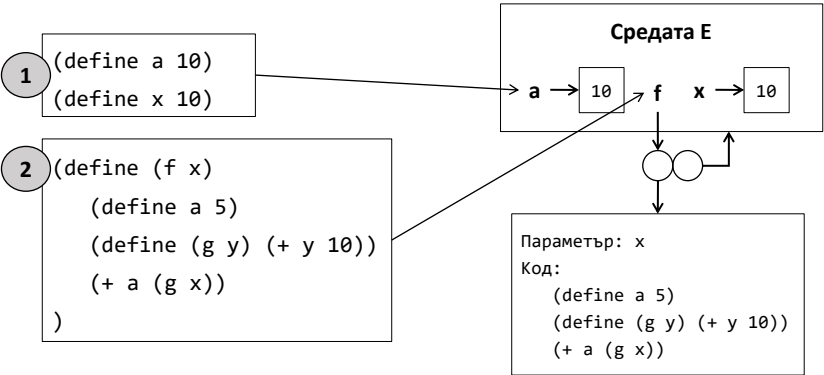 1
(define a 10)
(define x 10)
2
(define (f x)
(define a 5)
(define (g y) (+ y 10))
(+ a (g x))
)
Средата E
a 10 f x 10
Параметър: x
Код:
(define a 5)
(define (g y) (+ y 10))
(+ a (g x))